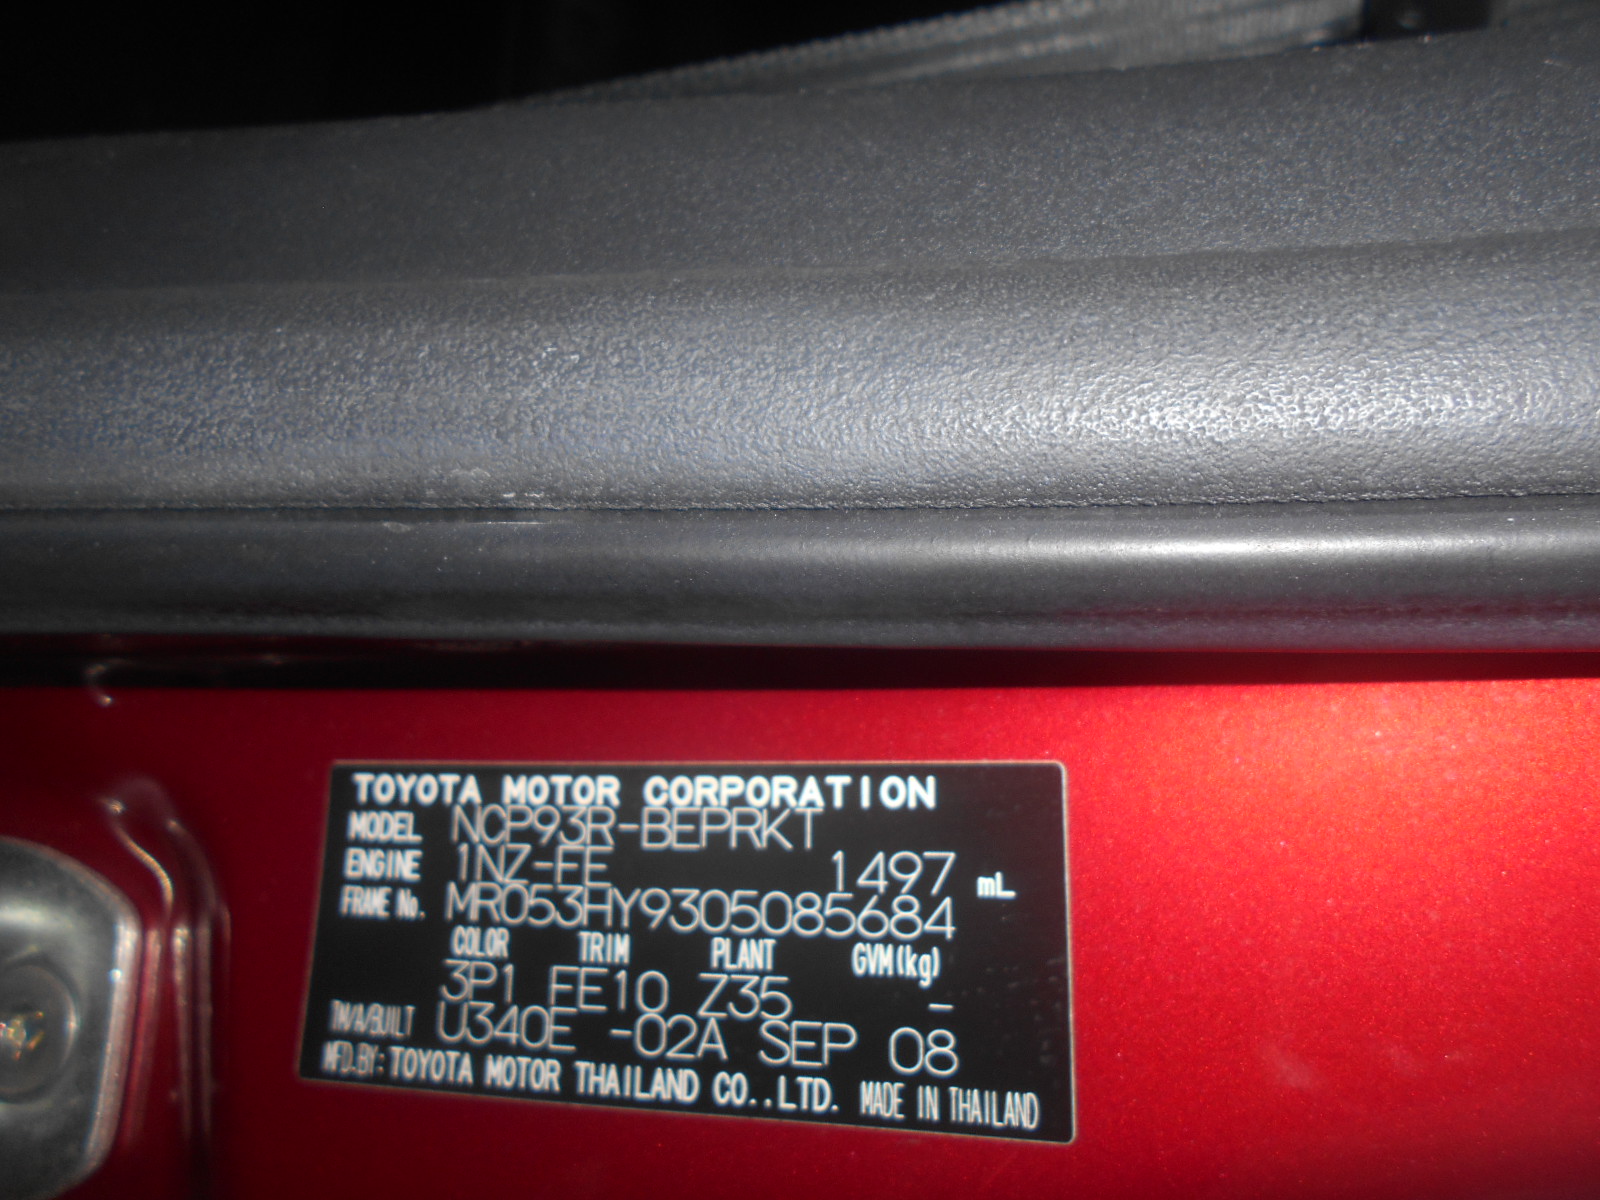 TOYOTA MOTOR CORPORATION
MODEL NCP93R-BEPRKT
ENGINE 1NZ-FE 1497 mL
FRAME No. MR053HY9305085684
COLOR TRIM PLANT GVM(kg)
3P1 FE10 Z35 -
TM/A/BUILT U340E -02A SEP 08
MFD.BY: TOYOTA MOTOR THAILAND CO.,LTD. MADE IN THAILAND